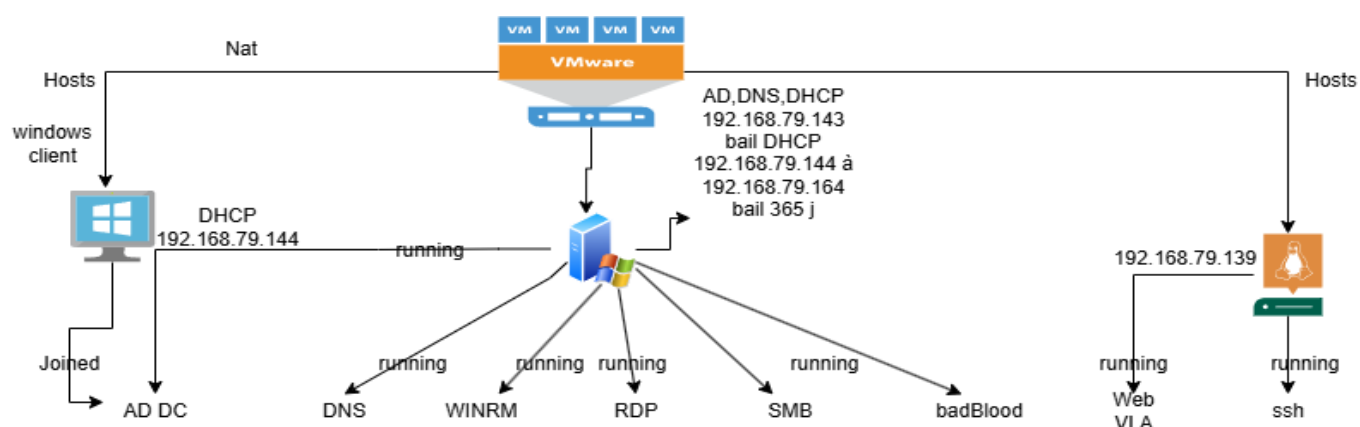 VM VM VM VM
VMware
Nat
Hosts
Hosts
windows
client
AD,DNS,DHCP
192.168.79.143
bail DHCP
192.168.79.144 à
192.168.79.164
bail 365 j
DHCP
192.168.79.144
running
192.168.79.139
Joined
running
running
running
running
running
running
AD DC
DNS
WINRM
RDP
SMB
badBlood
Web
VLA
ssh